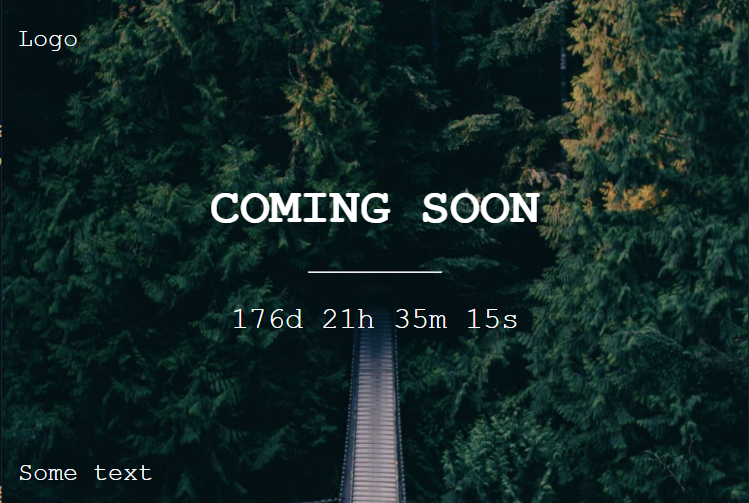 Logo
COMING SOON
176d 21h 35m 15s
Some text